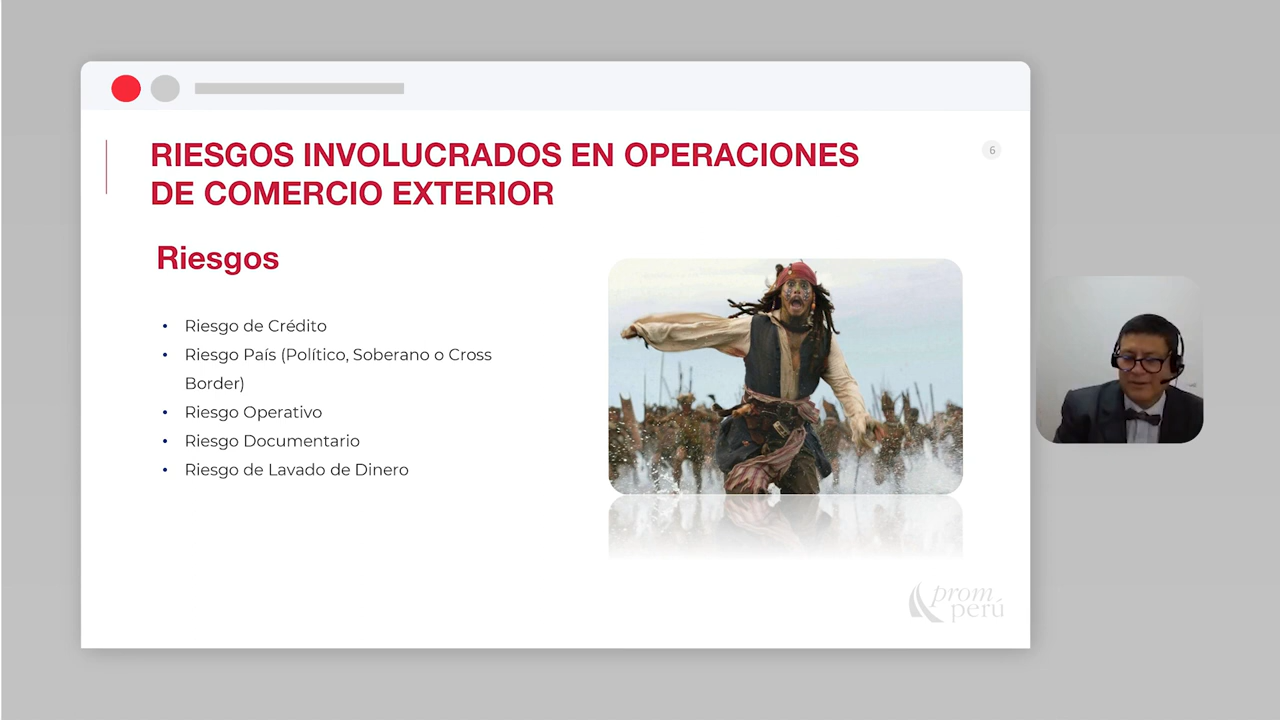 RIESGOS INVOLUCRADOS EN OPERACIONES
DE COMERCIO EXTERIOR
6
Riesgos
• Riesgo de Crédito
• Riesgo País (Político, Soberano o Cross
Border)
• Riesgo Operativo
• Riesgo Documentario
• Riesgo de Lavado de Dinero
prom
perú